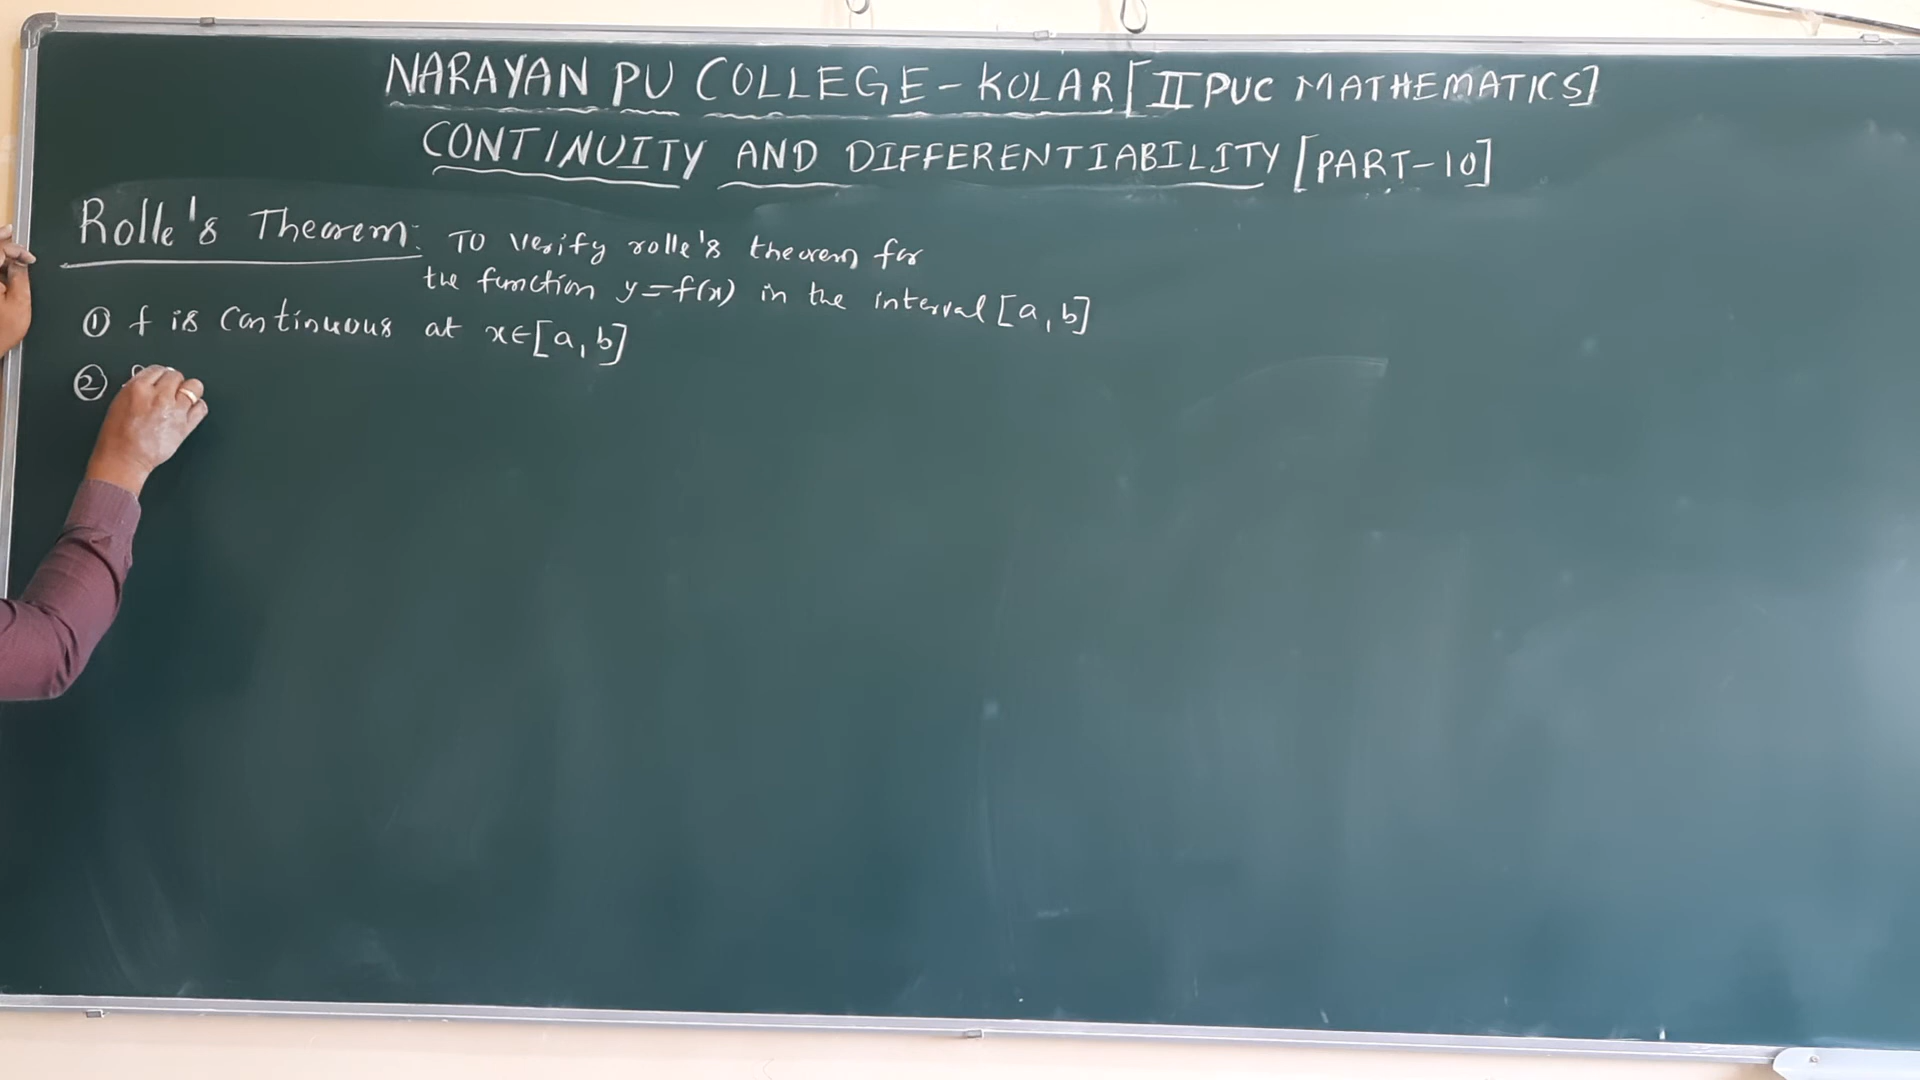 NARAYAN PU COLLEGE - KOLAR [II PUC MATHEMATICS]
CONTINUITY AND DIFFERENTIABILITY [PART-10]
Rolle's Theorem: To verify rolle's theorem for
the function y=f(x) in the interval [a, b]
① f is continuous at x∈[a, b]
②